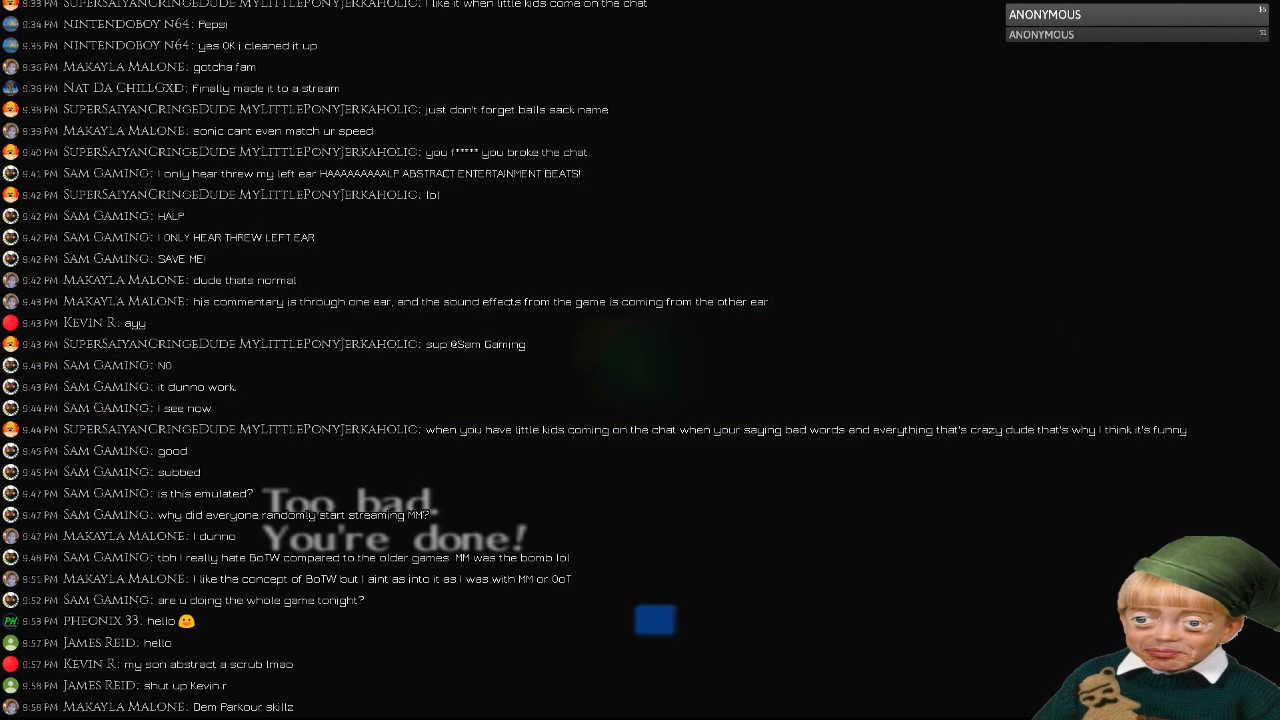 9:33 PM SUPERSAIYANCRINGEDUDE MYLITTLEPONYJERKAHOLIC: I like it when little kids come on the chat
9:34 PM NINTENDOBOY N64: Pepsi
9:35 PM NINTENDOBOY N64: yes OK i cleaned it up
9:36 PM MAKAYLA MALONE: gotcha fam
9:36 PM NAT DA CHILLGXD: Finally made it to a stream
9:38 PM SUPERSAIYANCRINGEDUDE MYLITTLEPONYJERKAHOLIC: just don't forget balls sack name
9:39 PM MAKAYLA MALONE: sonic cant even match ur speed
9:40 PM SUPERSAIYANCRINGEDUDE MYLITTLEPONYJERKAHOLIC: you f***** you broke the chat
9:41 PM SAM GAMING: I only hear threw my left ear HAAAAAAAAALP ABSTRACT ENTERTAINMENT BEATS!
9:42 PM SUPERSAIYANCRINGEDUDE MYLITTLEPONYJERKAHOLIC: lol
9:42 PM SAM GAMING: HALP
9:42 PM SAM GAMING: I ONLY HEAR THREW LEFT EAR
9:42 PM SAM GAMING: SAVE ME!
9:42 PM MAKAYLA MALONE: dude thats normal
9:43 PM MAKAYLA MALONE: his commentary is through one ear, and the sound effects from the game is coming from the other ear
9:43 PM KEVIN R: ayy
9:43 PM SUPERSAIYANCRINGEDUDE MYLITTLEPONYJERKAHOLIC: sup @Sam Gaming
9:43 PM SAM GAMING: NO
9:43 PM SAM GAMING: it dunno work.
9:44 PM SAM GAMING: I see now
9:44 PM SUPERSAIYANCRINGEDUDE MYLITTLEPONYJERKAHOLIC: when you have little kids coming on the chat when your saying bad words and everything that's crazy dude that's why I think it's funny
9:45 PM SAM GAMING: good
9:45 PM SAM GAMING: subbed
9:47 PM SAM GAMING: is this emulated?
9:47 PM SAM GAMING: why did everyone randomly start streaming MM?
9:47 PM MAKAYLA MALONE: I dunno
9:48 PM SAM GAMING: tbh I really hate BoTW compared to the older games. MM was the bomb lol
9:51 PM MAKAYLA MALONE: I like the concept of BoTW but I aint as into it as I was with MM or OoT
9:52 PM SAM GAMING: are u doing the whole game tonight?
9:53 PM PHEONIX 33: hello 😛
9:57 PM JAMES REID: hello
9:57 PM KEVIN R: my son abstract a scrub lmao
9:58 PM JAMES REID: shut up Kevin r
9:58 PM MAKAYLA MALONE: Dem Parkour skillz
Too bad.
You're done!
ANONYMOUS $5
ANONYMOUS $1
PH